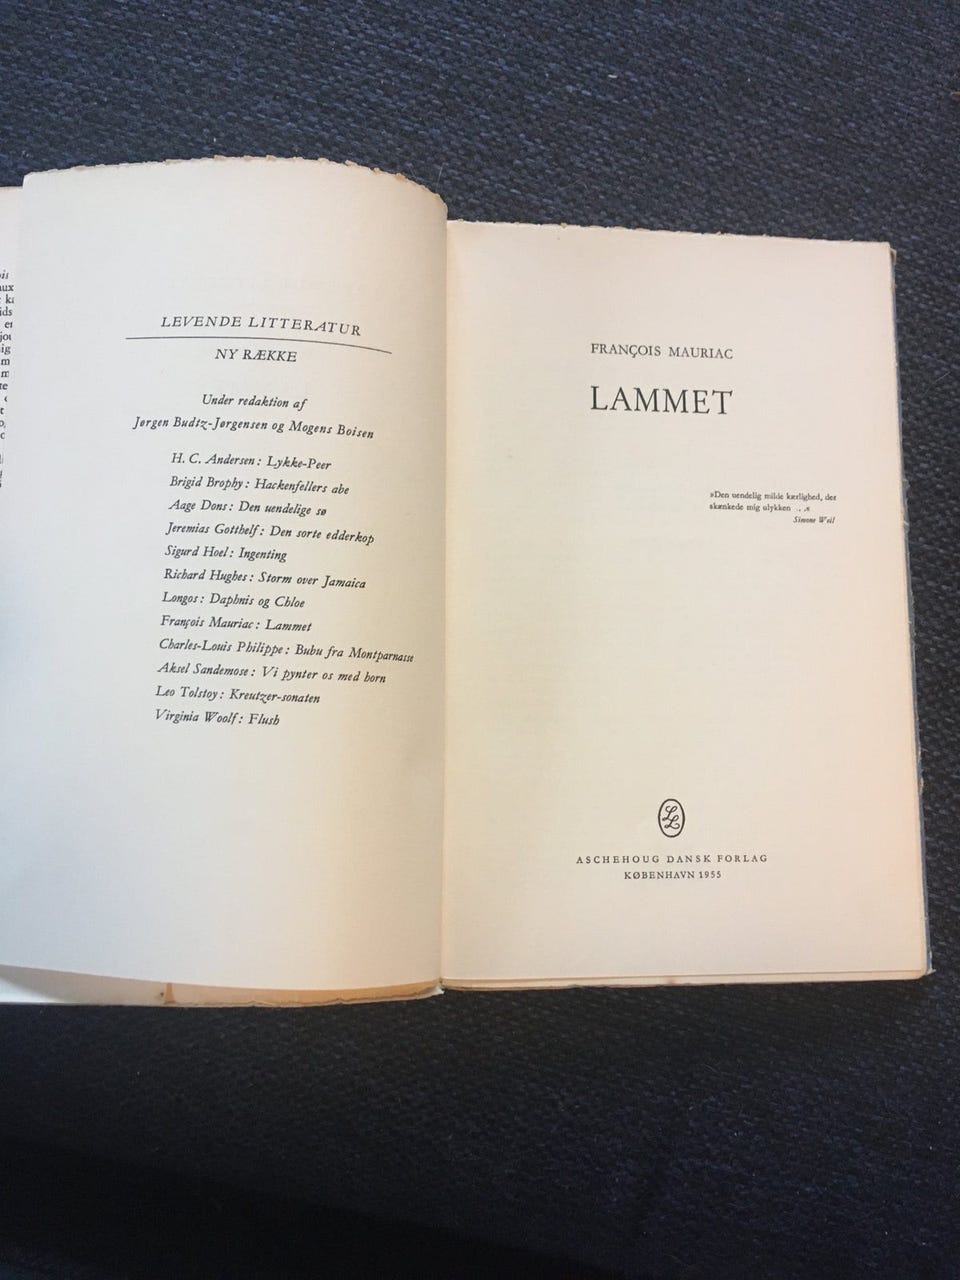 LEVENDE LITTERATUR
NY RÆKKE
Under redaktion af
Jørgen Budtz-Jørgensen og Mogens Boisen
H. C. Andersen: Lykke-Peer
Brigid Brophy: Hackenfellers abe
Aage Dons: Den uendelige sø
Jeremias Gotthelf: Den sorte edderkop
Sigurd Hoel: Ingenting
Richard Hughes: Storm over Jamaica
Longos: Daphnis og Chloe
François Mauriac: Lammet
Charles-Louis Philippe: Bubu fra Montparnasse
Aksel Sandemose: Vi pynter os med horn
Leo Tolstoy: Kreutzer-sonaten
Virginia Woolf: Flush
FRANÇOIS MAURIAC
LAMMET
»Den uendelig milde kærlighed, der
skænkede mig ulykken . . .«
Simone Weil
LL
ASCHEHOUG DANSK FORLAG
KØBENHAVN 1955